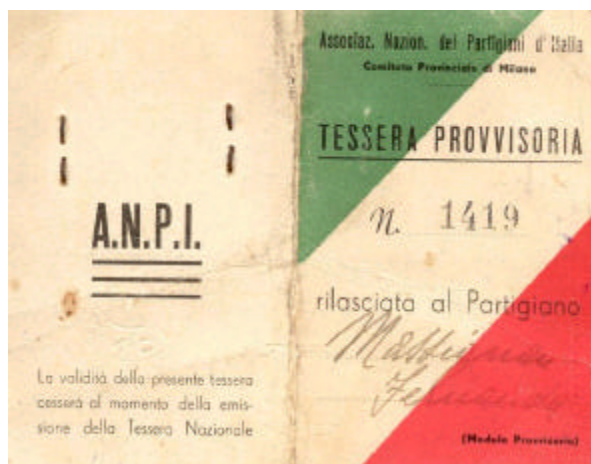 A.N.P.I.
La validità della presente tessera
cesserà al momento della emis-
sione della Tessera Nazionale
Associaz. Nazion. dei Partigiani d'Italia
Comitato Provinciale di Milano
TESSERA PROVVISORIA
N. 1419
rilasciata al Partigiano
(Modulo Provvisorio)